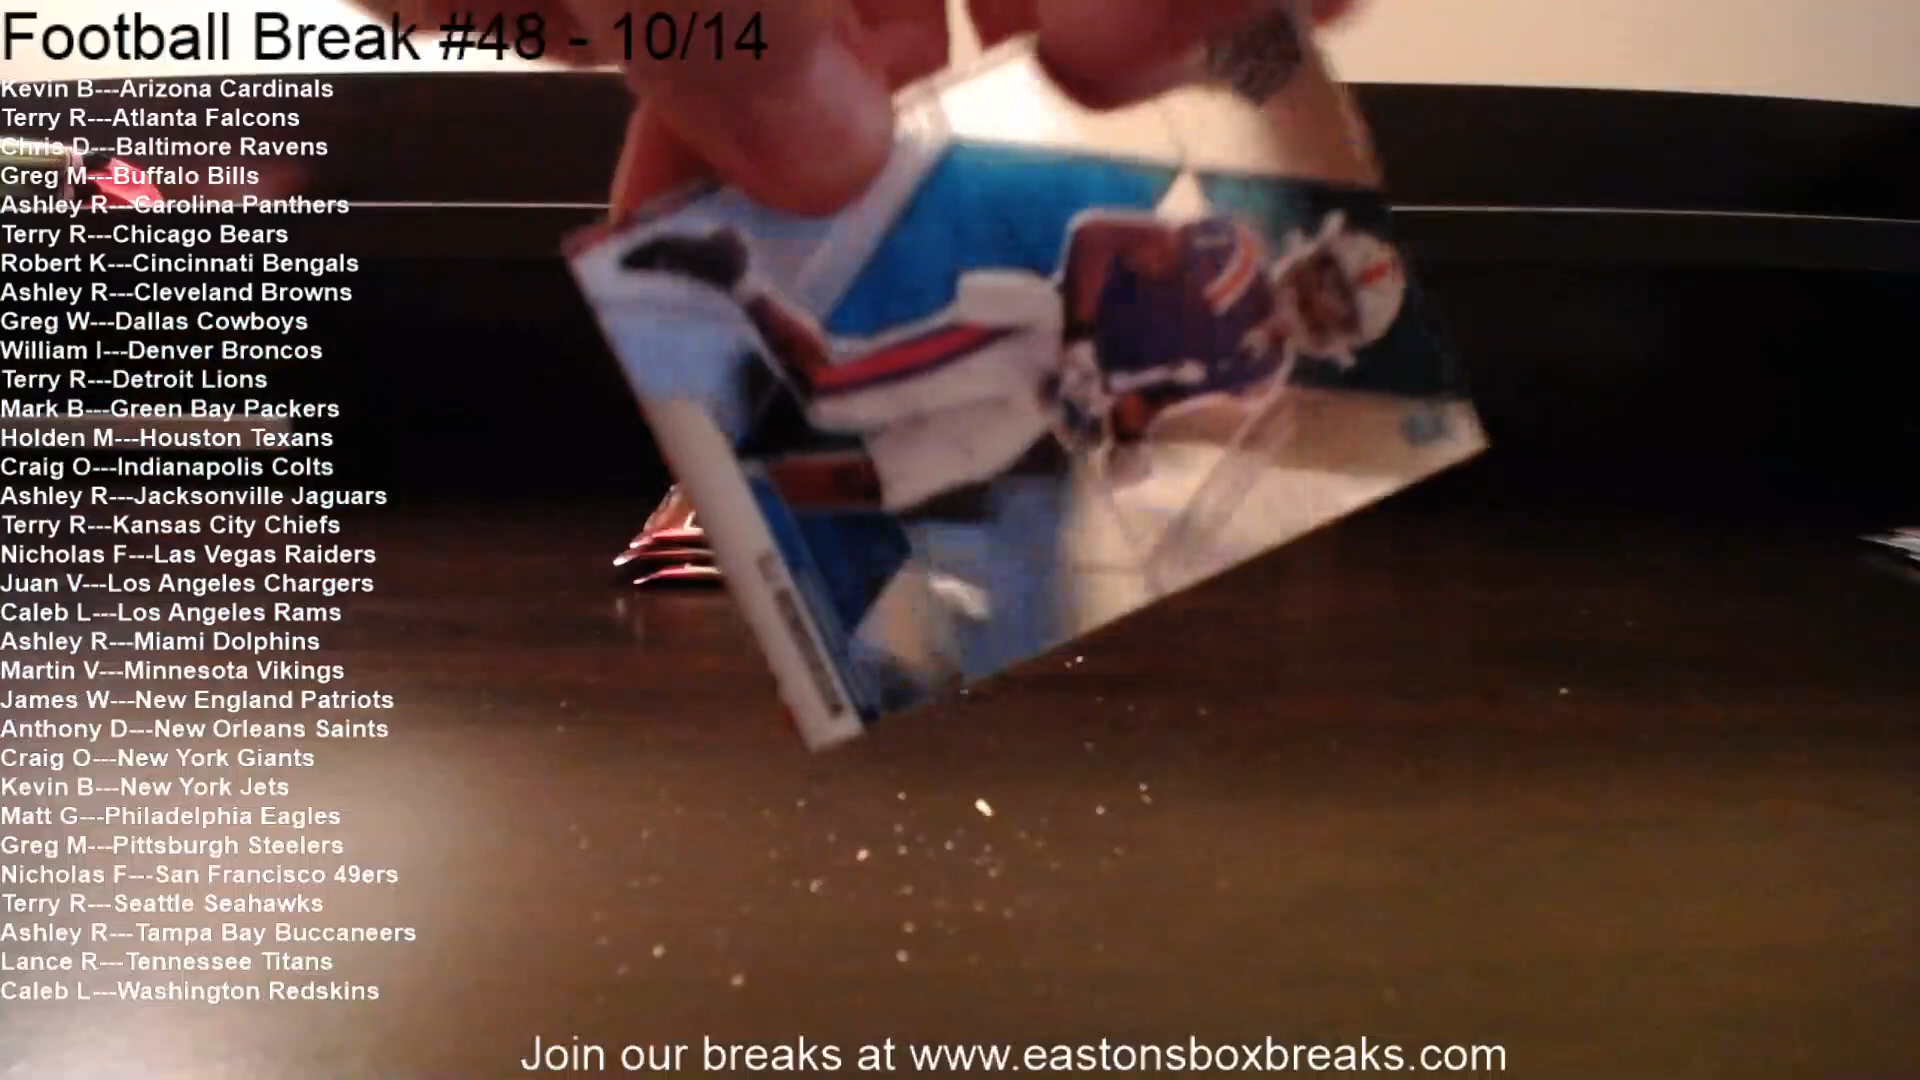 Football Break #48 - 10/14
Kevin B---Arizona Cardinals
Terry R---Atlanta Falcons
Chris D---Baltimore Ravens
Greg M---Buffalo Bills
Ashley R---Carolina Panthers
Terry R---Chicago Bears
Robert K---Cincinnati Bengals
Ashley R---Cleveland Browns
Greg W---Dallas Cowboys
William I---Denver Broncos
Terry R---Detroit Lions
Mark B---Green Bay Packers
Holden M---Houston Texans
Craig O---Indianapolis Colts
Ashley R---Jacksonville Jaguars
Terry R---Kansas City Chiefs
Nicholas F---Las Vegas Raiders
Juan V---Los Angeles Chargers
Caleb L---Los Angeles Rams
Ashley R---Miami Dolphins
Martin V---Minnesota Vikings
James W---New England Patriots
Anthony D---New Orleans Saints
Craig O---New York Giants
Kevin B---New York Jets
Matt G---Philadelphia Eagles
Greg M---Pittsburgh Steelers
Nicholas F---San Francisco 49ers
Terry R---Seattle Seahawks
Ashley R---Tampa Bay Buccaneers
Lance R---Tennessee Titans
Caleb L---Washington Redskins
Join our breaks at www.eastonsboxbreaks.com